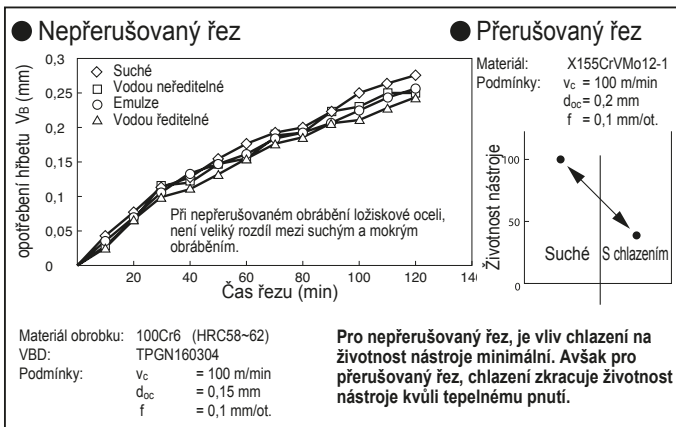 ● Nepřerušovaný řez
opotřebení hřbetu VB (mm)
0,3
0,25
0,2
0,15
0,1
0,05
0
Suché
Vodou neředitelné
Emulze
Vodou ředitelné
Při nepřerušovaném obrábění ložiskové oceli,
není veliký rozdíl mezi suchým a mokrým
obráběním.
20 40 60 80 100 120 140
Čas řezu (min)
Materiál obrobku: 100Cr6 (HRC58~62)
VBD: TPGN160304
Podmínky: vc = 100 m/min
doc = 0,15 mm
f = 0,1 mm/ot.
● Přerušovaný řez
Materiál: X155CrVMo12-1
Podmínky: vc = 100 m/min
doc = 0,2 mm
f = 0,1 mm/ot.
Životnost nástroje
100
50
0
Suché S chlazením
Pro nepřerušovaný řez, je vliv chlazení na
životnost nástroje minimální. Avšak pro
přerušovaný řez, chlazení zkracuje životnost
nástroje kvůli tepelnému pnutí.